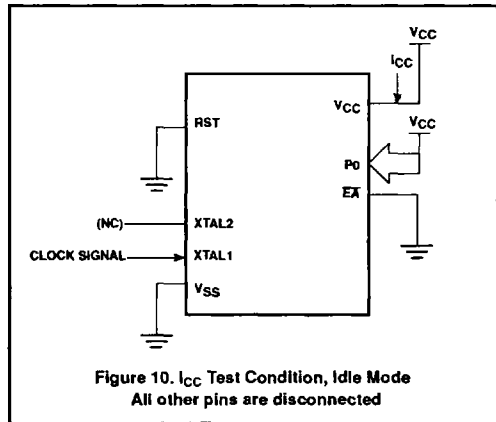 VCC
ICC
VCC
RST
VCC
P0
EA
(NC)
XTAL2
CLOCK SIGNAL
XTAL1
VSS
Figure 10. ICC Test Condition, Idle Mode
All other pins are disconnected